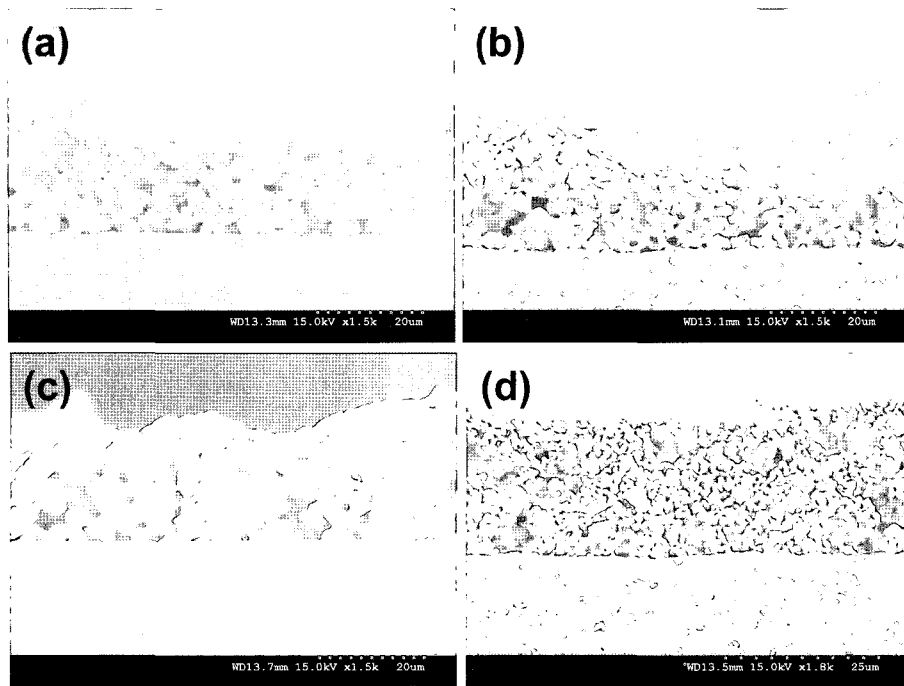 (a)
(b)
WD13.3mm 15.0kV x1.5k 20um
WD13.1mm 15.0kV x1.5k 20um
(c)
(d)
WD13.7mm 15.0kV x1.5k 20um
WD13.5mm 15.0kV x1.8k 25um